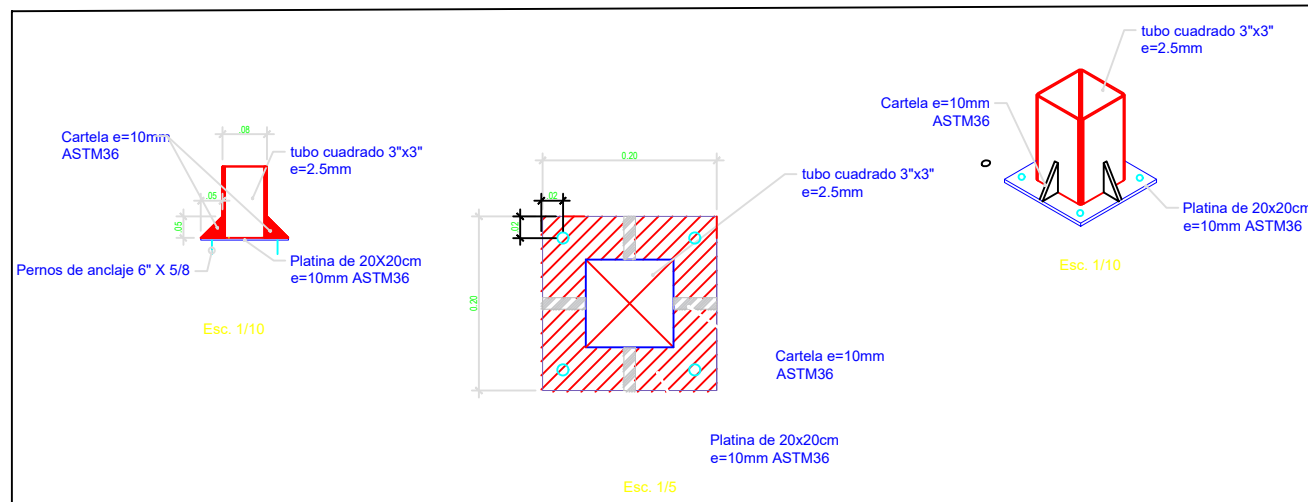 Cartela e=10mm
ASTM36
.08
tubo cuadrado 3"x3"
e=2.5mm
.05
.05
Pernos de anclaje 6" X 5/8
Platina de 20X20cm
e=10mm ASTM36
Esc. 1/10
0.20
.02
.02
0.20
tubo cuadrado 3"x3"
e=2.5mm
Cartela e=10mm
ASTM36
Platina de 20x20cm
e=10mm ASTM36
Esc. 1/5
tubo cuadrado 3"x3"
e=2.5mm
Cartela e=10mm
ASTM36
Platina de 20x20cm
e=10mm ASTM36
Esc. 1/10